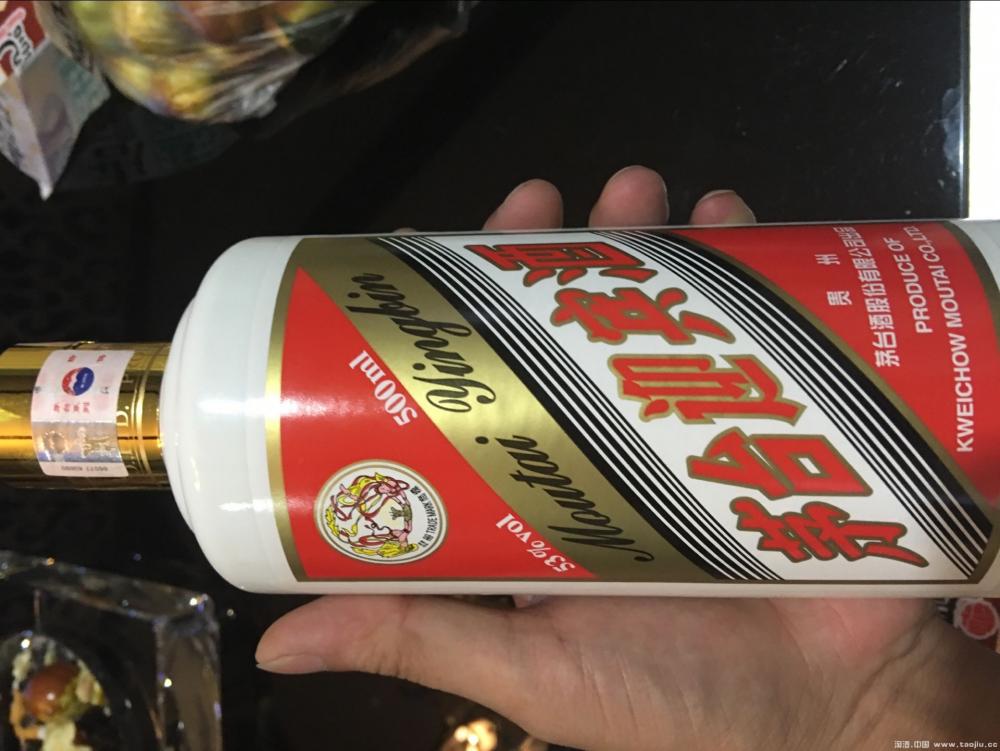 500ml
53%vol
Moutai Yingbin
茅台迎宾酒
贵州
茅台酒股份有限公司出品
PRODUCE OF
KWEICHOW MOUTAI CO.,LTD.
淘酒.中国 www.taojiu.cc